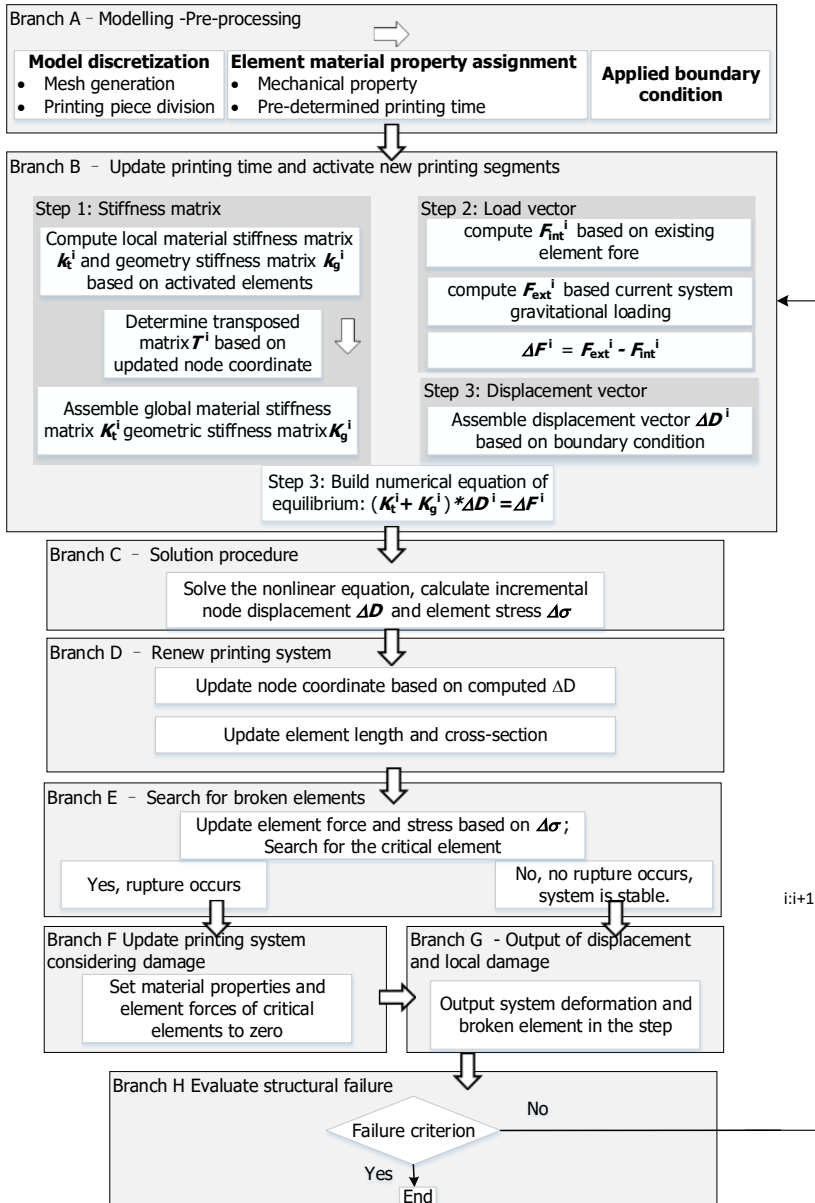 Branch A - Modelling -Pre-processing
Model discretization
• Mesh generation
• Printing piece division
Element material property assignment
• Mechanical property
• Pre-determined printing time
Applied boundary
condition
Branch B - Update printing time and activate new printing segments
Step 1: Stiffness matrix
Compute local material stiffness matrix
kₜⁱ and geometry stiffness matrix k_gⁱ
based on activated elements
Determine transposed
matrix Tⁱ based on
updated node coordinate
Assemble global material stiffness
matrix Kₜⁱ geometric stiffness matrix K_gⁱ
Step 2: Load vector
compute F_intⁱ based on existing
element fore
compute F_extⁱ based current system
gravitational loading
ΔFⁱ = F_extⁱ - F_intⁱ
Step 3: Displacement vector
Assemble displacement vector ΔDⁱ
based on boundary condition
Step 3: Build numerical equation of
equilibrium: (Kₜⁱ+ K_gⁱ)*ΔDⁱ=ΔFⁱ
Branch C - Solution procedure
Solve the nonlinear equation, calculate incremental
node displacement ΔD and element stress Δσ
Branch D - Renew printing system
Update node coordinate based on computed ΔD
Update element length and cross-section
Branch E - Search for broken elements
Update element force and stress based on Δσ;
Search for the critical element
Yes, rupture occurs
No, no rupture occurs,
system is stable.
i:i+1
Branch F Update printing system
considering damage
Set material properties and
element forces of critical
elements to zero
Branch G - Output of displacement
and local damage
Output system deformation and
broken element in the step
Branch H Evaluate structural failure
Failure criterion
No
Yes
End